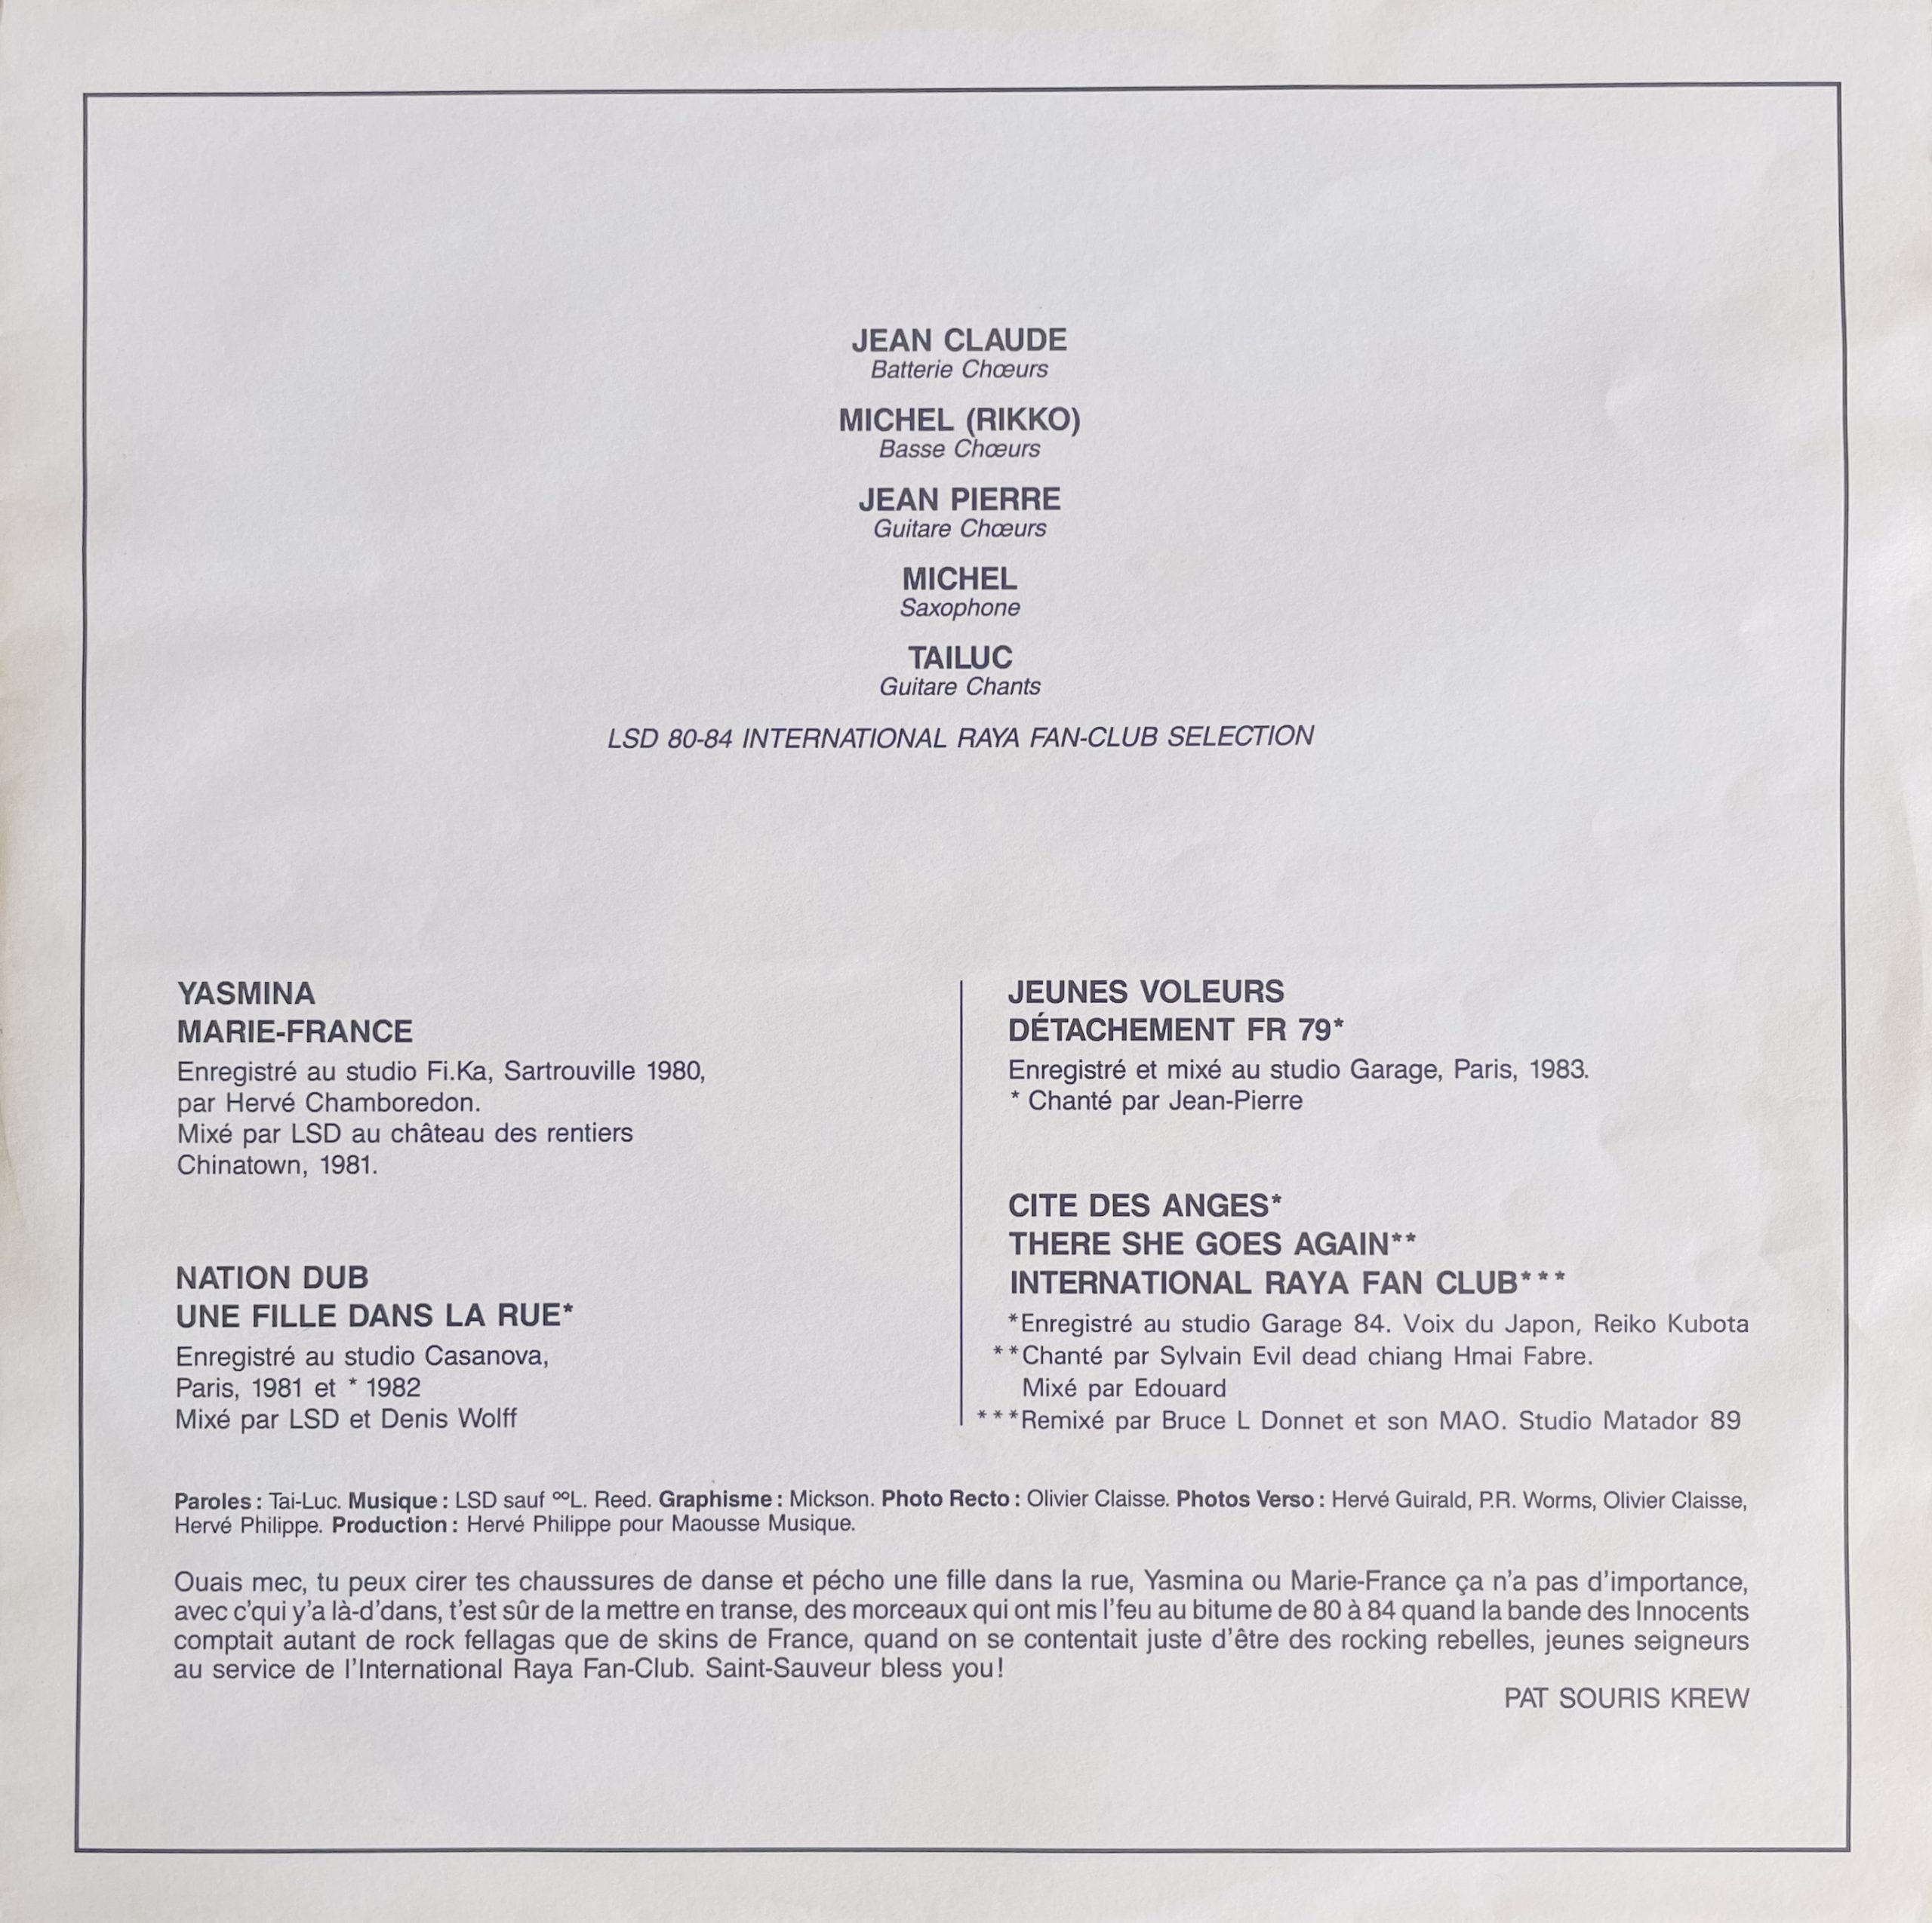 JEAN CLAUDE
Batterie Chœurs
MICHEL (RIKKO)
Basse Chœurs
JEAN PIERRE
Guitare Chœurs
MICHEL
Saxophone
TAILUC
Guitare Chants
LSD 80-84 INTERNATIONAL RAYA FAN-CLUB SELECTION
YASMINA
MARIE-FRANCE
Enregistré au studio Fi.Ka, Sartrouville 1980,
par Hervé Chamboredon.
Mixé par LSD au château des rentiers
Chinatown, 1981.
NATION DUB
UNE FILLE DANS LA RUE*
Enregistré au studio Casanova,
Paris, 1981 et * 1982
Mixé par LSD et Denis Wolff
JEUNES VOLEURS
DÉTACHEMENT FR 79*
Enregistré et mixé au studio Garage, Paris, 1983.
* Chanté par Jean-Pierre
CITE DES ANGES*
THERE SHE GOES AGAIN**
INTERNATIONAL RAYA FAN CLUB***
*Enregistré au studio Garage 84. Voix du Japon, Reiko Kubota
**Chanté par Sylvain Evil dead chiang Hmai Fabre.
Mixé par Edouard
***Remixé par Bruce L Donnet et son MAO. Studio Matador 89
Paroles : Tai-Luc. Musique : LSD sauf °°L. Reed. Graphisme : Mickson. Photo Recto : Olivier Claisse. Photos Verso : Hervé Guirald, P.R. Worms, Olivier Claisse,
Hervé Philippe. Production : Hervé Philippe pour Maousse Musique.
Ouais mec, tu peux cirer tes chaussures de danse et pécho une fille dans la rue, Yasmina ou Marie-France ça n'a pas d'importance,
avec c'qui y'a là-d'dans, t'est sûr de la mettre en transe, des morceaux qui ont mis l'feu au bitume de 80 à 84 quand la bande des Innocents
comptait autant de rock fellagas que de skins de France, quand on se contentait juste d'être des rocking rebelles, jeunes seigneurs
au service de l'International Raya Fan-Club. Saint-Sauveur bless you!
PAT SOURIS KREW